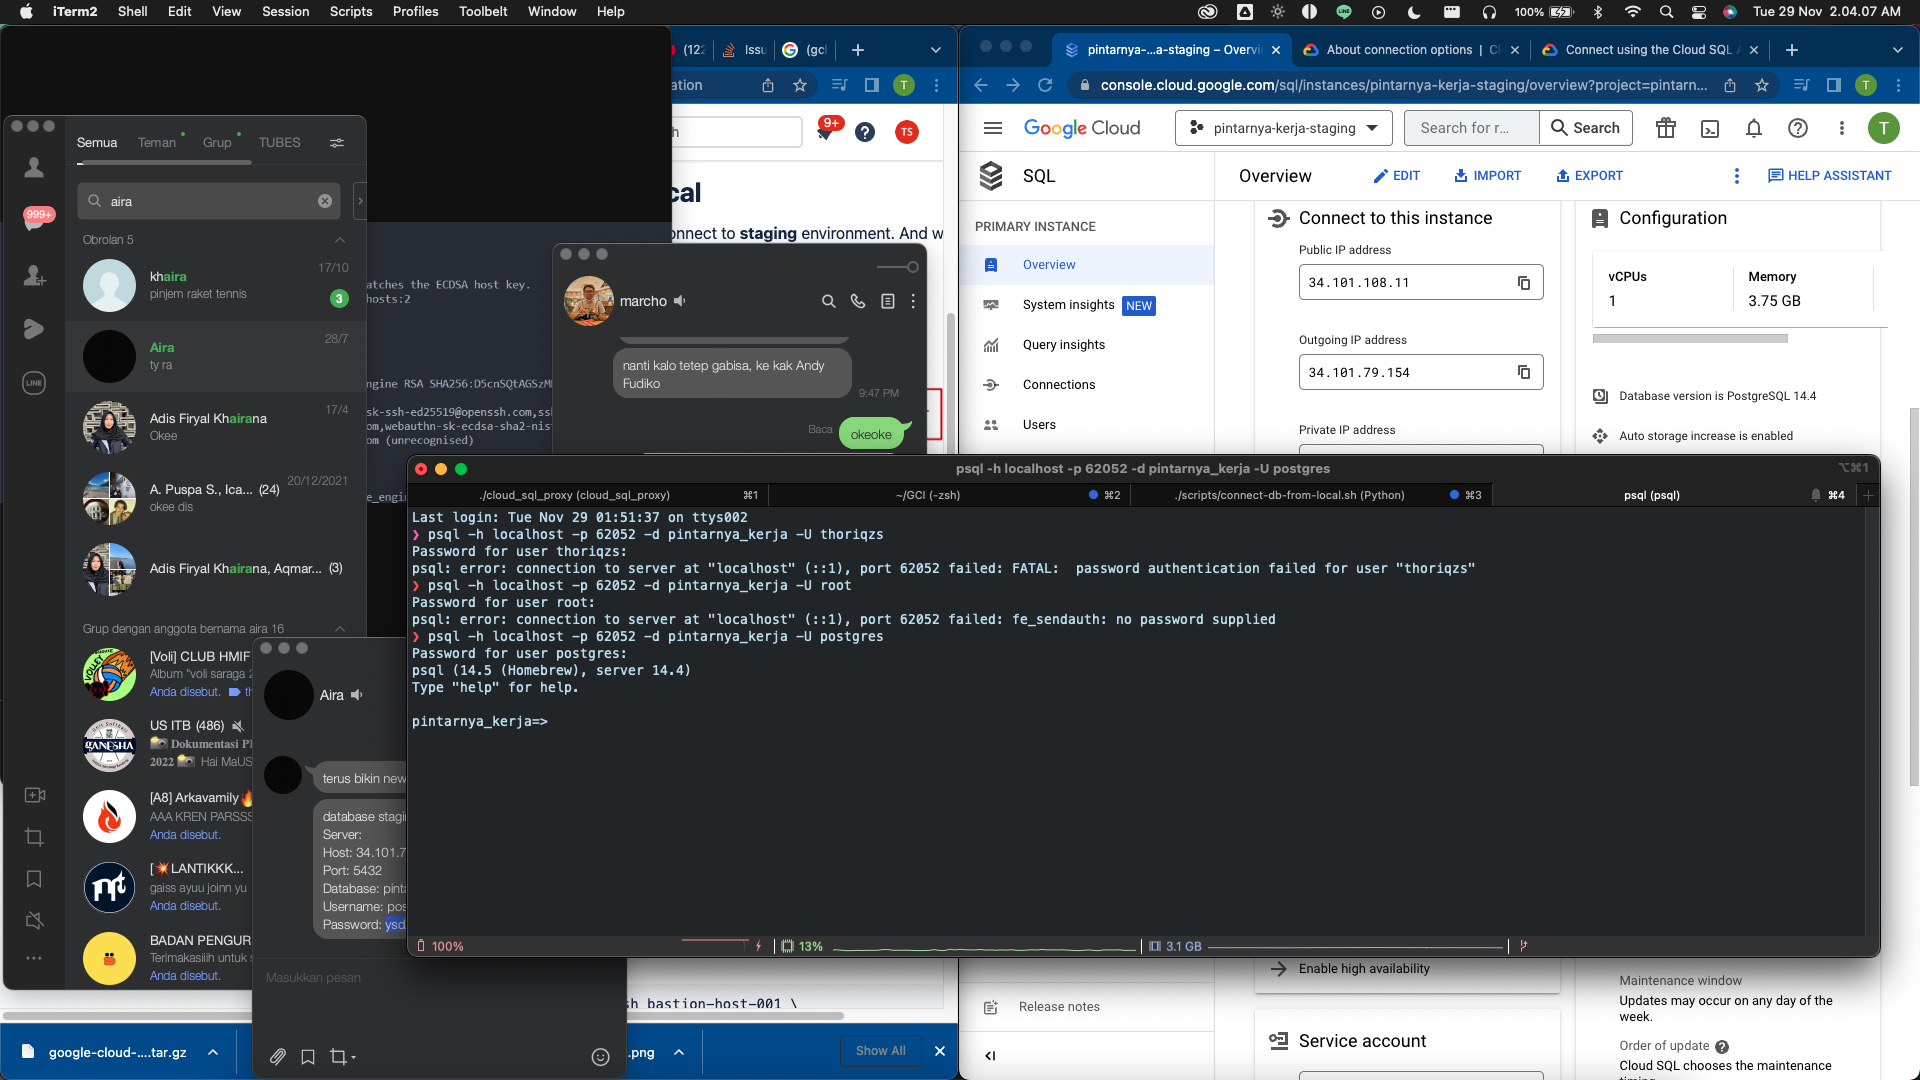 iTerm2 Shell Edit View Session Scripts Profiles Toolbelt Window Help
100% Tue 29 Nov 2.04.07 AM
(122 Issu (gcl
ation T
9+ TS
cal
onnect to staging environment. And w
Semua Teman Grup TUBES
aira
999+
Obrolan 5
khaira 17/10
pinjem raket tennis 3
Aira 28/7
ty ra
Adis Firyal Khairana 17/4
Okee
A. Puspa S., Ica... (24) 20/12/2021
okee dis
Adis Firyal Khairana, Aqmar... (3)
Grup dengan anggota bernama aira 16
[Voli] CLUB HMIF
Album "voli saraga 2
Anda disebut.
US ITB (486)
Dokumentasi Pl
2022 Hai MaUS
[A8] Arkavamily
AAA KREN PARSSS
Anda disebut.
[ LANTIKKK...
gaiss ayuu joinn yu
Anda disebut.
BADAN PENGUR
Terimakasiilh untuk s
Anda disebut.
LINE
atches the ECDSA host key.
hosts:2
ngine RSA SHA256:D5cnSQtAGSzM
sk-ssh-ed25519@openssh.com,ssh
om,webauthn-sk-ecdsa-sha2-nis
om (unrecognised)
e_engin
marcho
nanti kalo tetep gabisa, ke kak Andy
Fudiko
9:47 PM
Baca okeoke
Aira
terus bikin new
database stagi
Server:
Host: 34.101.7
Port: 5432
Database: pinta
Username: pos
Password: ysd
Masukkan pesan
sh bastion-host-001 \
google-cloud-....tar.gz
.png
Show All
psql -h localhost -p 62052 -d pintarnya_kerja -U postgres ⌥⌘1
./cloud_sql_proxy (cloud_sql_proxy) ⌘1 ~/GCl (-zsh) ⌘2 ./scripts/connect-db-from-local.sh (Python) ⌘3 psql (psql) ⌘4
Last login: Tue Nov 29 01:51:37 on ttys002
❯ psql -h localhost -p 62052 -d pintarnya_kerja -U thoriqzs
Password for user thoriqzs:
psql: error: connection to server at "localhost" (::1), port 62052 failed: FATAL:  password authentication failed for user "thoriqzs"
❯ psql -h localhost -p 62052 -d pintarnya_kerja -U root
Password for user root:
psql: error: connection to server at "localhost" (::1), port 62052 failed: fe_sendauth: no password supplied
❯ psql -h localhost -p 62052 -d pintarnya_kerja -U postgres
Password for user postgres:
psql (14.5 (Homebrew), server 14.4)
Type "help" for help.
pintarnya_kerja=>
100% 13% 3.1 GB
pintarnya-...a-staging – Overvi About connection options | Cl Connect using the Cloud SQL A
console.cloud.google.com/sql/instances/pintarnya-kerja-staging/overview?project=pintarn... T
Google Cloud pintarnya-kerja-staging Search for r... Search T
SQL Overview EDIT IMPORT EXPORT HELP ASSISTANT
PRIMARY INSTANCE
Overview
System insights NEW
Query insights
Connections
Users
Release notes
Connect to this instance
Public IP address
34.101.108.11
Outgoing IP address
34.101.79.154
Private IP address
Configuration
vCPUs Memory
1 3.75 GB
Database version is PostgreSQL 14.4
Auto storage increase is enabled
Enable high availability
Service account
Maintenance window
Updates may occur on any day of the
week.
Order of update
Cloud SQL chooses the maintenance